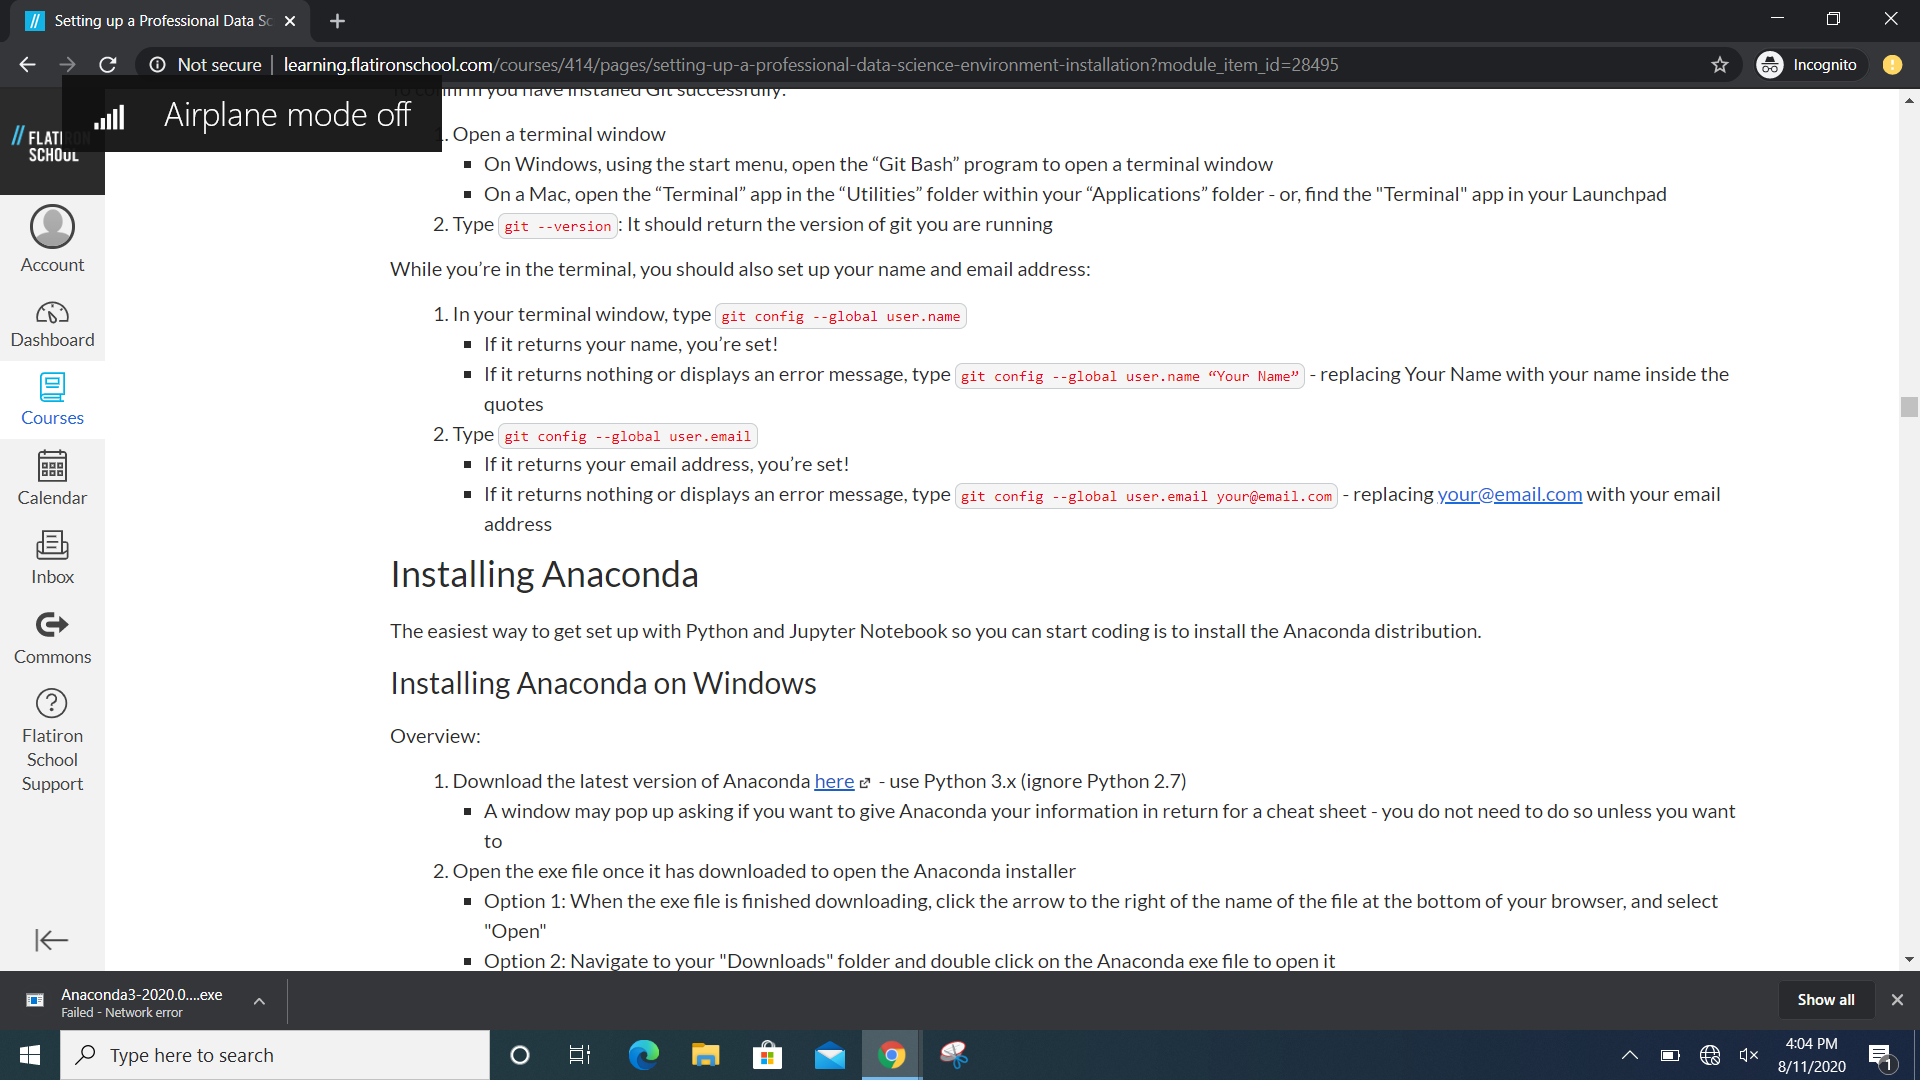 Setting up a Professional Data Sc
Not secure | learning.flatironschool.com/courses/414/pages/setting-up-a-professional-data-science-environment-installation?module_item_id=28495
Incognito
Airplane mode off
To confirm you have installed Git successfully:
FLATIRON
SCHOOL
1. Open a terminal window
▪ On Windows, using the start menu, open the “Git Bash” program to open a terminal window
▪ On a Mac, open the “Terminal” app in the “Utilities” folder within your “Applications” folder - or, find the "Terminal" app in your Launchpad
2. Type git --version: It should return the version of git you are running
While you’re in the terminal, you should also set up your name and email address:
1. In your terminal window, type git config --global user.name
▪ If it returns your name, you’re set!
▪ If it returns nothing or displays an error message, type git config --global user.name “Your Name” - replacing Your Name with your name inside the
quotes
2. Type git config --global user.email
▪ If it returns your email address, you’re set!
▪ If it returns nothing or displays an error message, type git config --global user.email your@email.com - replacing your@email.com with your email
address
Installing Anaconda
The easiest way to get set up with Python and Jupyter Notebook so you can start coding is to install the Anaconda distribution.
Installing Anaconda on Windows
Overview:
1. Download the latest version of Anaconda here - use Python 3.x (ignore Python 2.7)
▪ A window may pop up asking if you want to give Anaconda your information in return for a cheat sheet - you do not need to do so unless you want
to
2. Open the exe file once it has downloaded to open the Anaconda installer
▪ Option 1: When the exe file is finished downloading, click the arrow to the right of the name of the file at the bottom of your browser, and select
"Open"
▪ Option 2: Navigate to your "Downloads" folder and double click on the Anaconda exe file to open it
Account
Dashboard
Courses
Calendar
Inbox
Commons
Flatiron
School
Support
Anaconda3-2020.0....exe
Failed - Network error
Show all
Type here to search
4:04 PM
8/11/2020
1